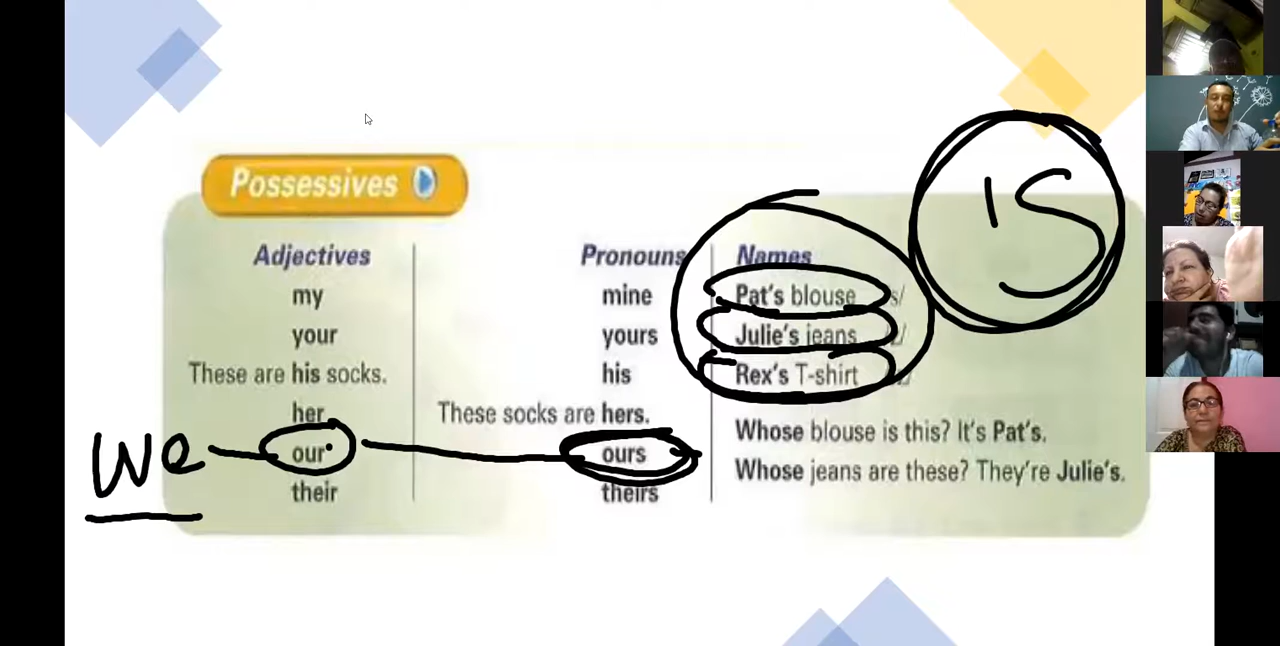 Possessives
Adjectives Pronouns Names
my mine Pat's blouse s/
your yours Julie's jeans
These are his socks. his Rex's T-shirt
her These socks are hers.
Whose blouse is this? It's Pat's.
We our ours
Whose jeans are these? They're Julie's.
their theirs
's